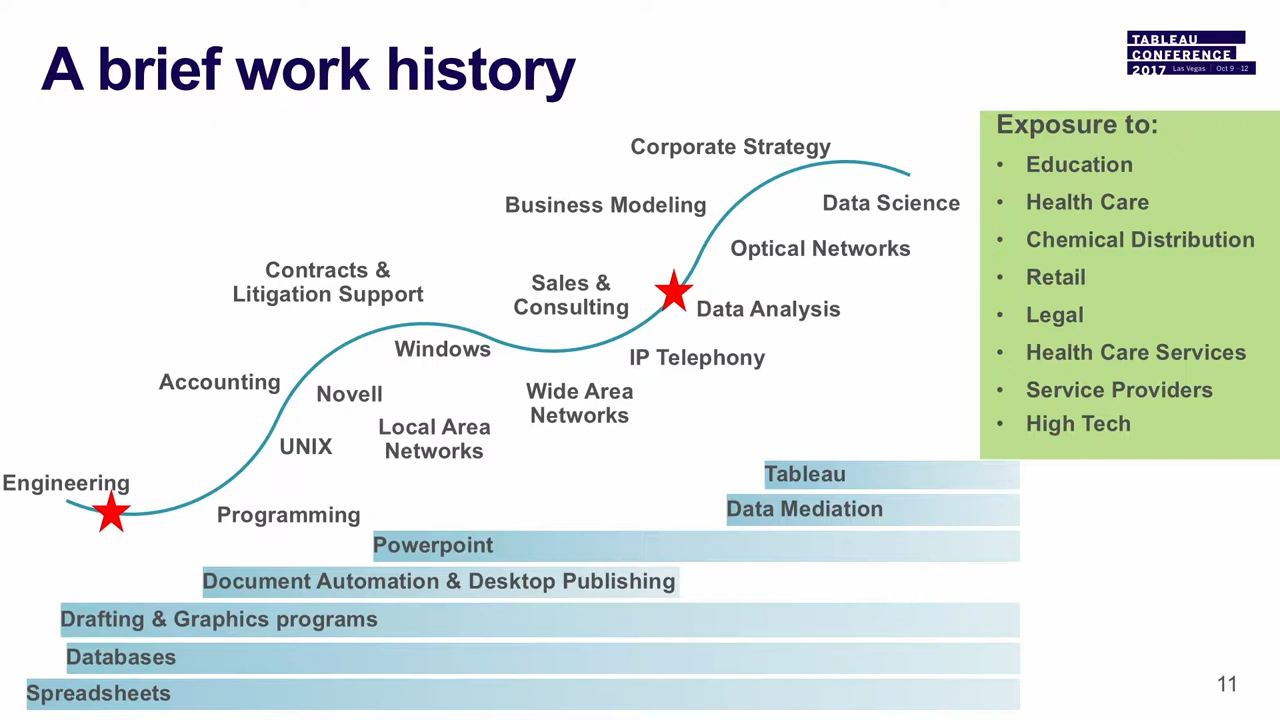 A brief work history
TABLEAU
CONFERENCE
2017 Las Vegas | Oct 9 - 12
Exposure to:
• Education
• Health Care
• Chemical Distribution
• Retail
• Legal
• Health Care Services
• Service Providers
• High Tech
Corporate Strategy
Business Modeling
Data Science
Optical Networks
Contracts &
Litigation Support
Sales &
Consulting
Data Analysis
Windows
IP Telephony
Accounting
Novell
Wide Area
Networks
UNIX
Local Area
Networks
Engineering
Programming
Tableau
Data Mediation
Powerpoint
Document Automation & Desktop Publishing
Drafting & Graphics programs
Databases
Spreadsheets
11